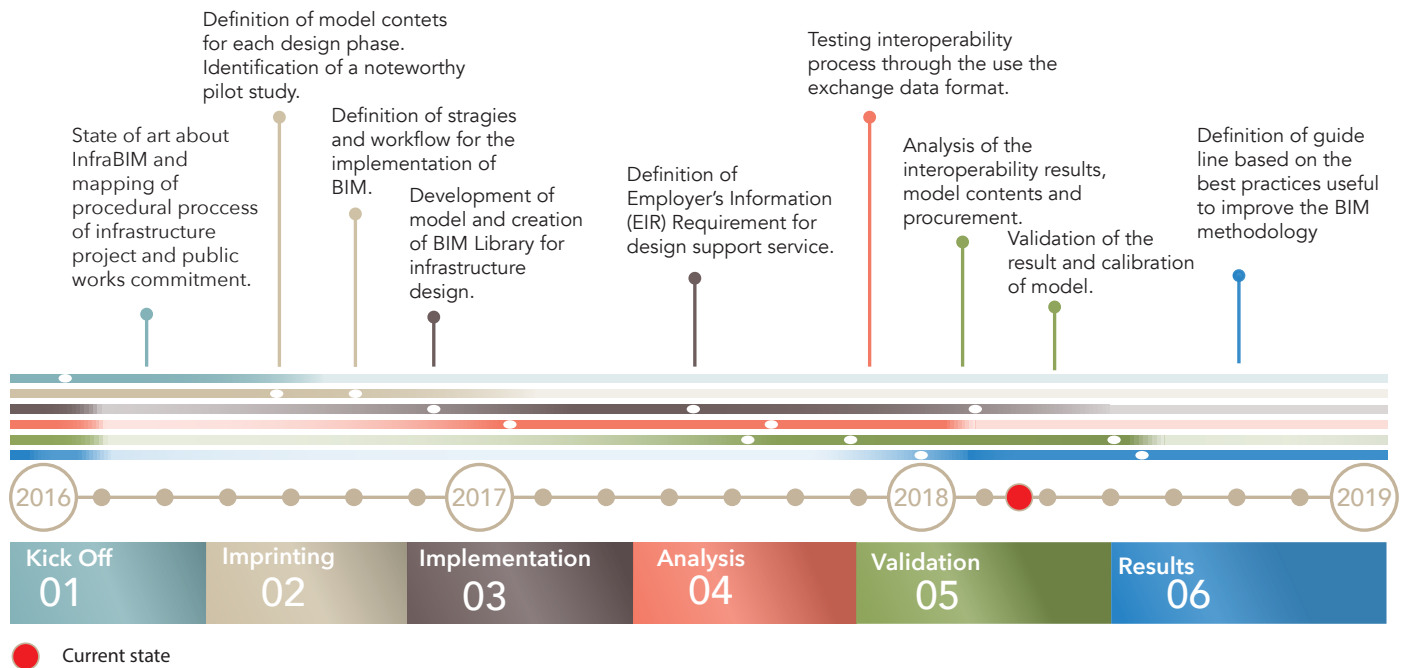 Definition of model contets
for each design phase.
Identification of a noteworthy
pilot study.
Testing interoperability
process through the use the
exchange data format.
State of art about
InfraBIM and
mapping of
procedural proccess
of infrastructure
project and public
works commitment.
Definition of stragies
and workflow for the
implementation of
BIM.
Development of
model and creation
of BIM Library for
infrastructure
design.
Definition of
Employer's Information
(EIR) Requirement for
design support service.
Analysis of the
interoperability results,
model contents and
procurement.
Validation of the
result and calibration
of model.
Definition of guide
line based on the
best practices useful
to improve the BIM
methodology
2016
2017
2018
2019
Kick Off
01
Imprinting
02
Implementation
03
Analysis
04
Validation
05
Results
06
Current state